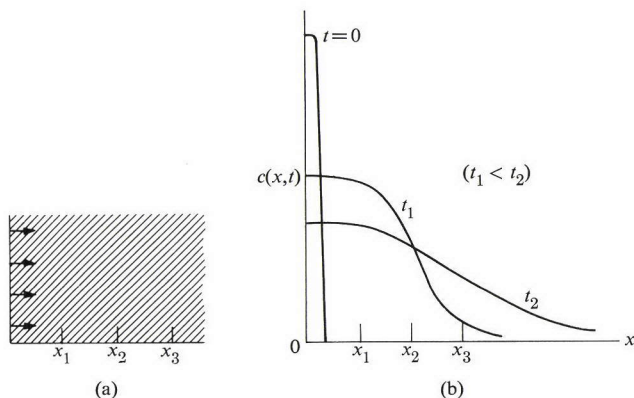 t=0
c(x,t)
(t₁ < t₂)
t₁
t₂
0
x₁
x₂
x₃
x
x₁
x₂
x₃
(a)
(b)